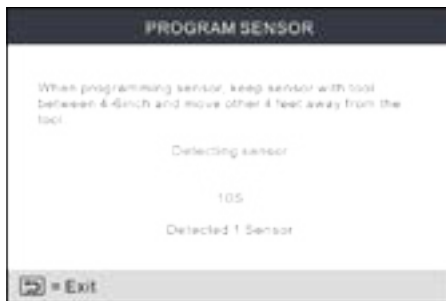 PROGRAM SENSOR
When programming sensor, keep sensor with tool
between 4-6inch and move other 4 feet away from the
tool
Detecting sensor
10S
Detected 1 Sensor
= Exit